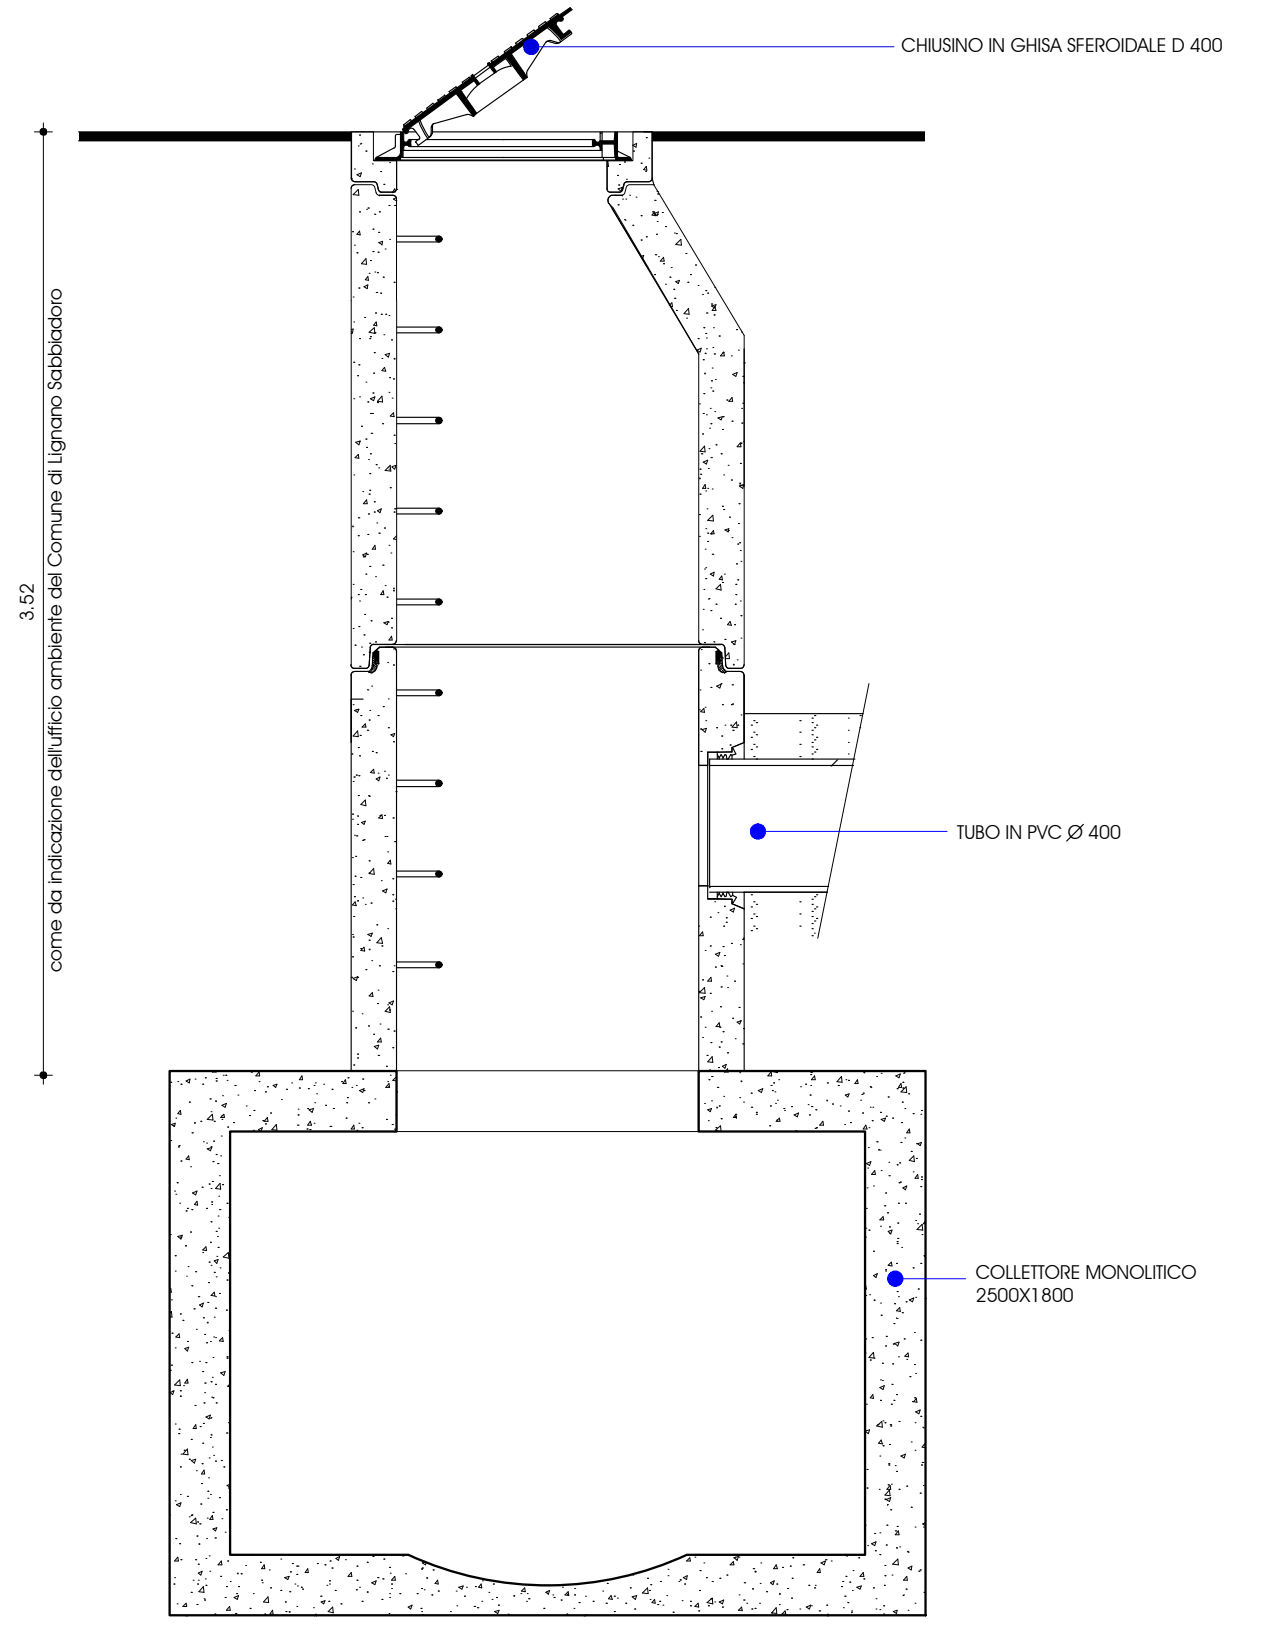 CHIUSINO IN GHISA SFEROIDALE D 400
3.52
come da indicazione dell'ufficio ambiente del Comune di Lignano Sabbiadoro
TUBO IN PVC Ø 400
COLLETTORE MONOLITICO
2500X1800